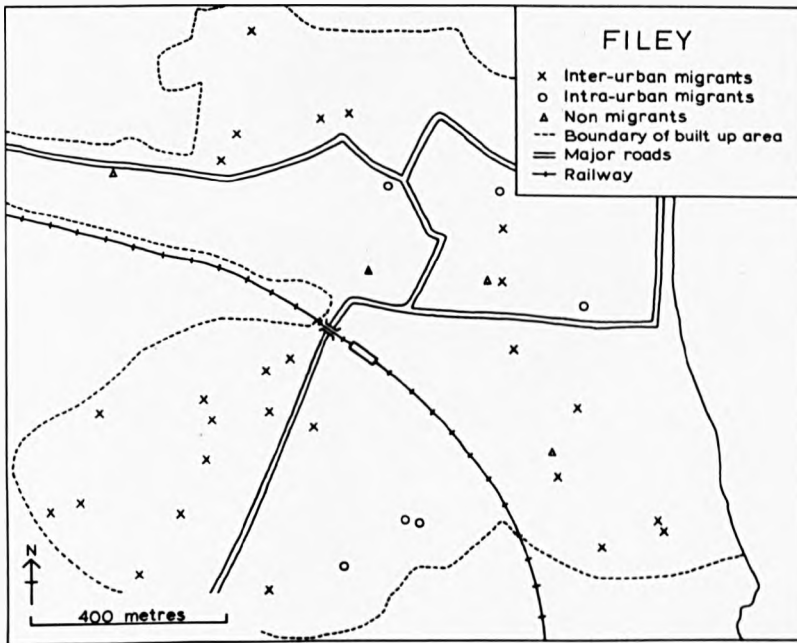 FILEY
Inter-urban migrants
Intra-urban migrants
Non migrants
Boundary of built up area
Major roads
Railway
N
400 metres